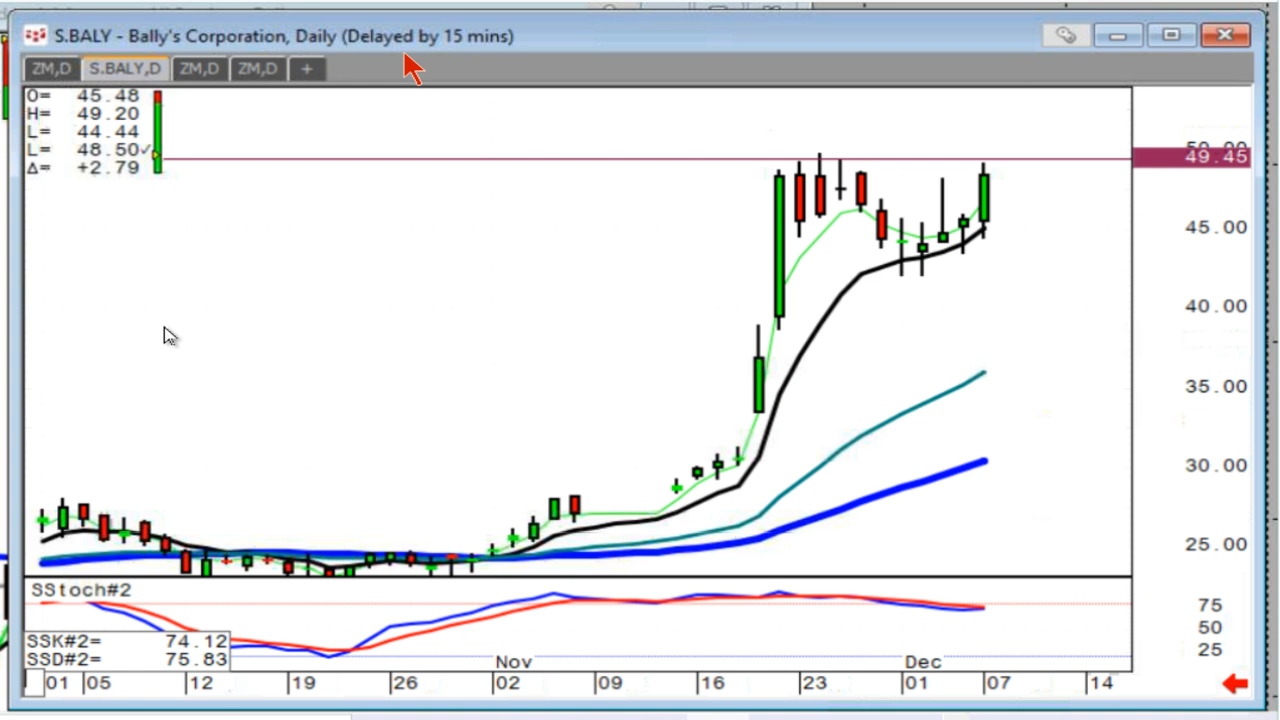 S.BALY - Bally's Corporation, Daily (Delayed by 15 mins)
ZM,D S.BALY,D ZM,D ZM,D +
O= 45.48
H= 49.20
L= 44.44
L= 48.50✓
Δ= +2.79
50.00
49.45
45.00
40.00
35.00
30.00
25.00
SStoch#2
75
50
25
SSK#2= 74.12
SSD#2= 75.83
Nov Dec
01 05 12 19 26 02 09 16 23 01 07 14